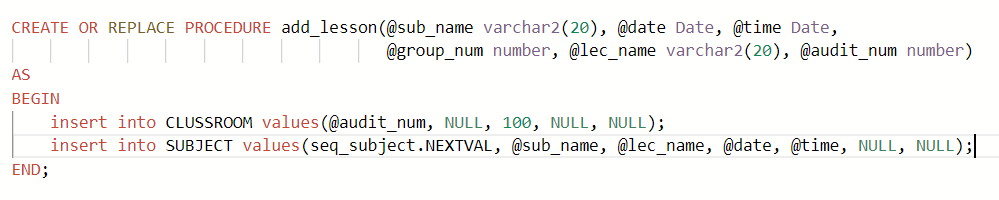 CREATE OR REPLACE PROCEDURE add_lesson(@sub_name varchar2(20), @date Date, @time Date,
@group_num number, @lec_name varchar2(20), @audit_num number)
AS
BEGIN
insert into CLUSSROOM values(@audit_num, NULL, 100, NULL, NULL);
insert into SUBJECT values(seq_subject.NEXTVAL, @sub_name, @lec_name, @date, @time, NULL, NULL);
END;